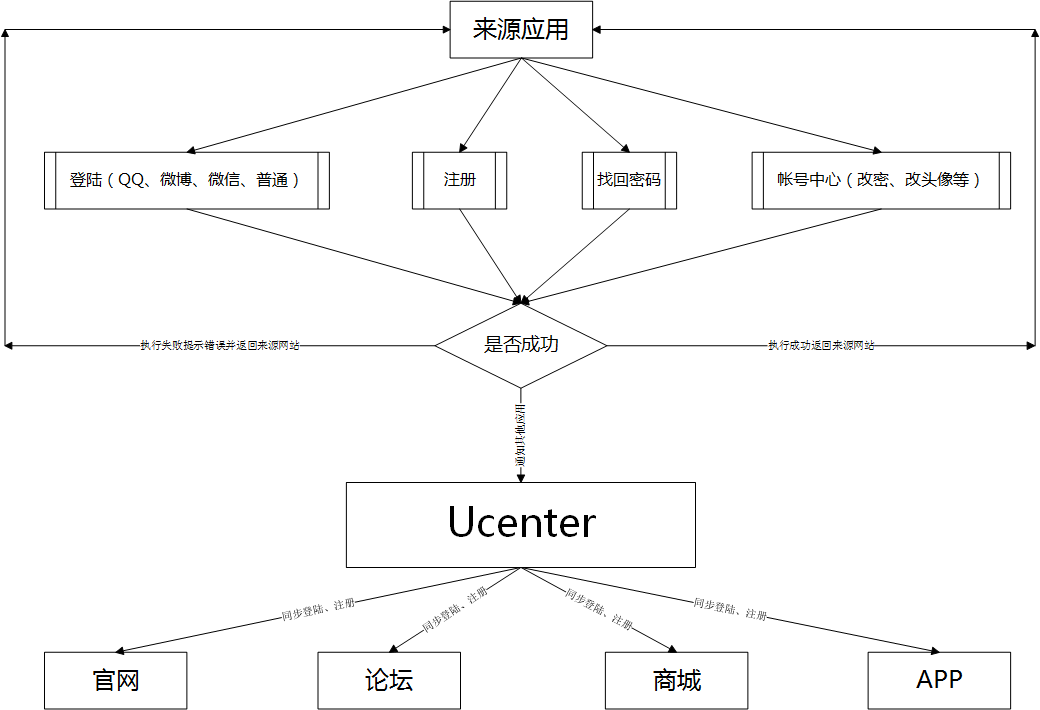 来源应用
登陆（QQ、微博、微信、普通）
注册
找回密码
帐号中心（改密、改头像等）
执行失败提示错误并返回来源网站
是否成功
执行成功返回来源网站
通知其他应用
Ucenter
同步登陆、注册
同步登陆、注册
同步登陆、注册
同步登陆、注册
官网
论坛
商城
APP